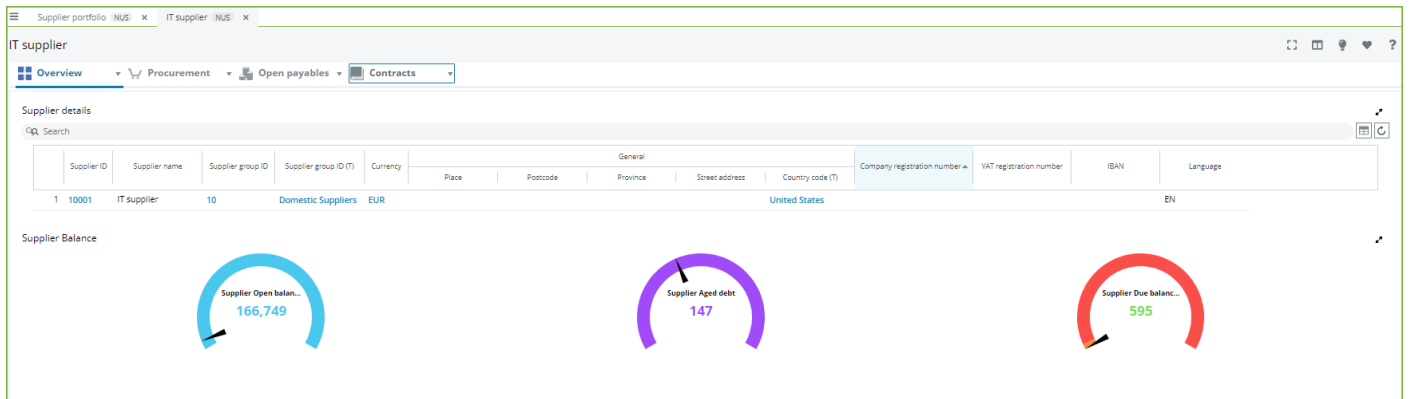 Supplier portfolio NUS x IT supplier NUS x
IT supplier
?
Overview Procurement Open payables Contracts
Supplier details
Search
General
Supplier ID Supplier name Supplier group ID Supplier group ID (T) Currency Company registration number VAT registration number IBAN Language
Place Postcode Province Street address Country code (T)
1 10001 IT supplier 10 Domestic Suppliers EUR United States EN
Supplier Balance
Supplier Open balan...
166,749
Supplier Aged debt
147
Supplier Due balanc...
595